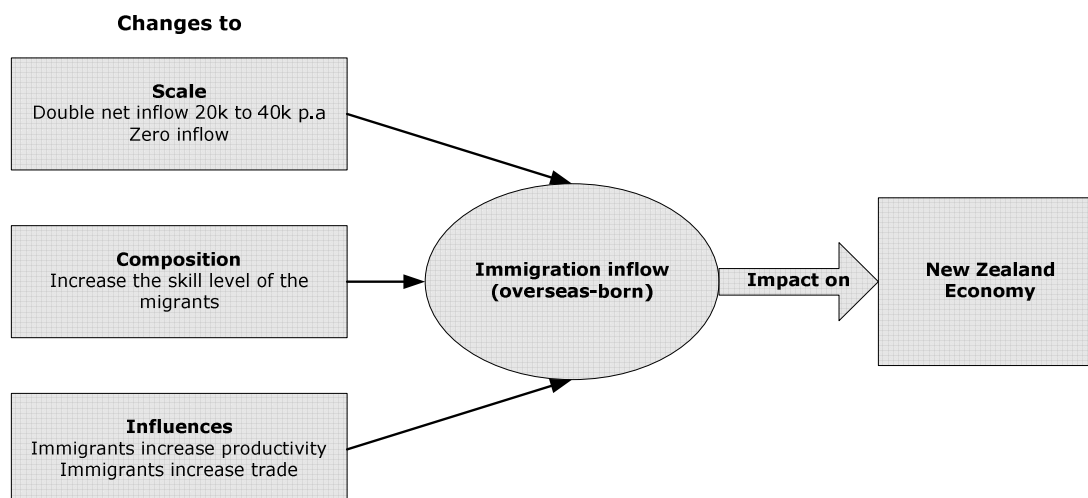 Changes to
Scale
Double net inflow 20k to 40k p.a
Zero inflow
Composition
Increase the skill level of the
migrants
Influences
Immigrants increase productivity
Immigrants increase trade
Immigration inflow
(overseas-born)
Impact on
New Zealand
Economy